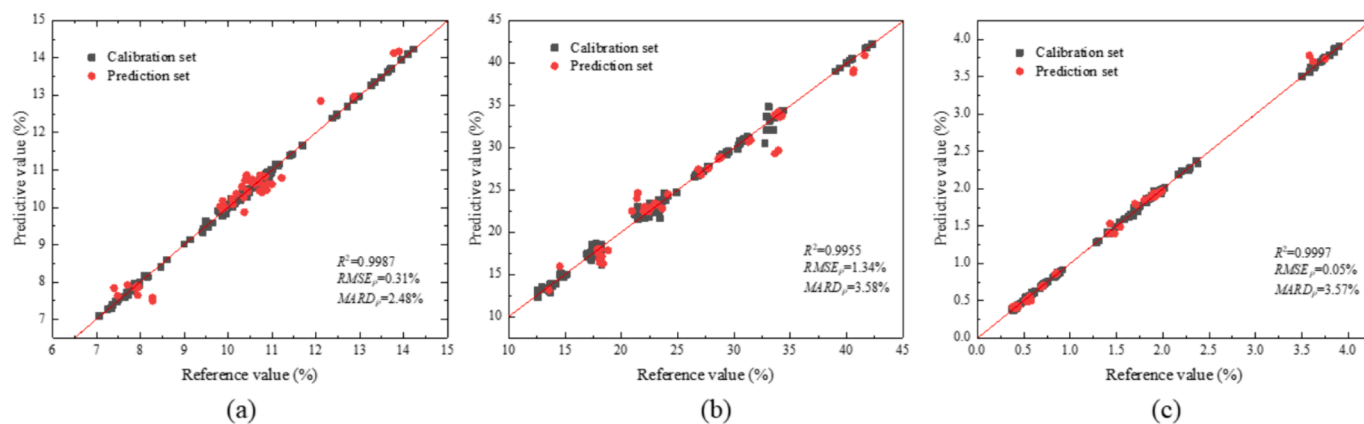 15
14
13
12
11
10
9
8
7
Predictive value (%)
Calibration set
Prediction set
R²=0.9987
RMSEₚ=0.31%
MARDₚ=2.48%
6 7 8 9 10 11 12 13 14 15
Reference value (%)
(a)
45
40
35
30
25
20
15
10
Predictive value (%)
Calibration set
Prediction set
R²=0.9955
RMSEₚ=1.34%
MARDₚ=3.58%
10 15 20 25 30 35 40 45
Reference value (%)
(b)
4.0
3.5
3.0
2.5
2.0
1.5
1.0
0.5
0.0
Predictive value (%)
Calibration set
Prediction set
R²=0.9997
RMSEₚ=0.05%
MARDₚ=3.57%
0.0 0.5 1.0 1.5 2.0 2.5 3.0 3.5 4.0
Reference value (%)
(c)